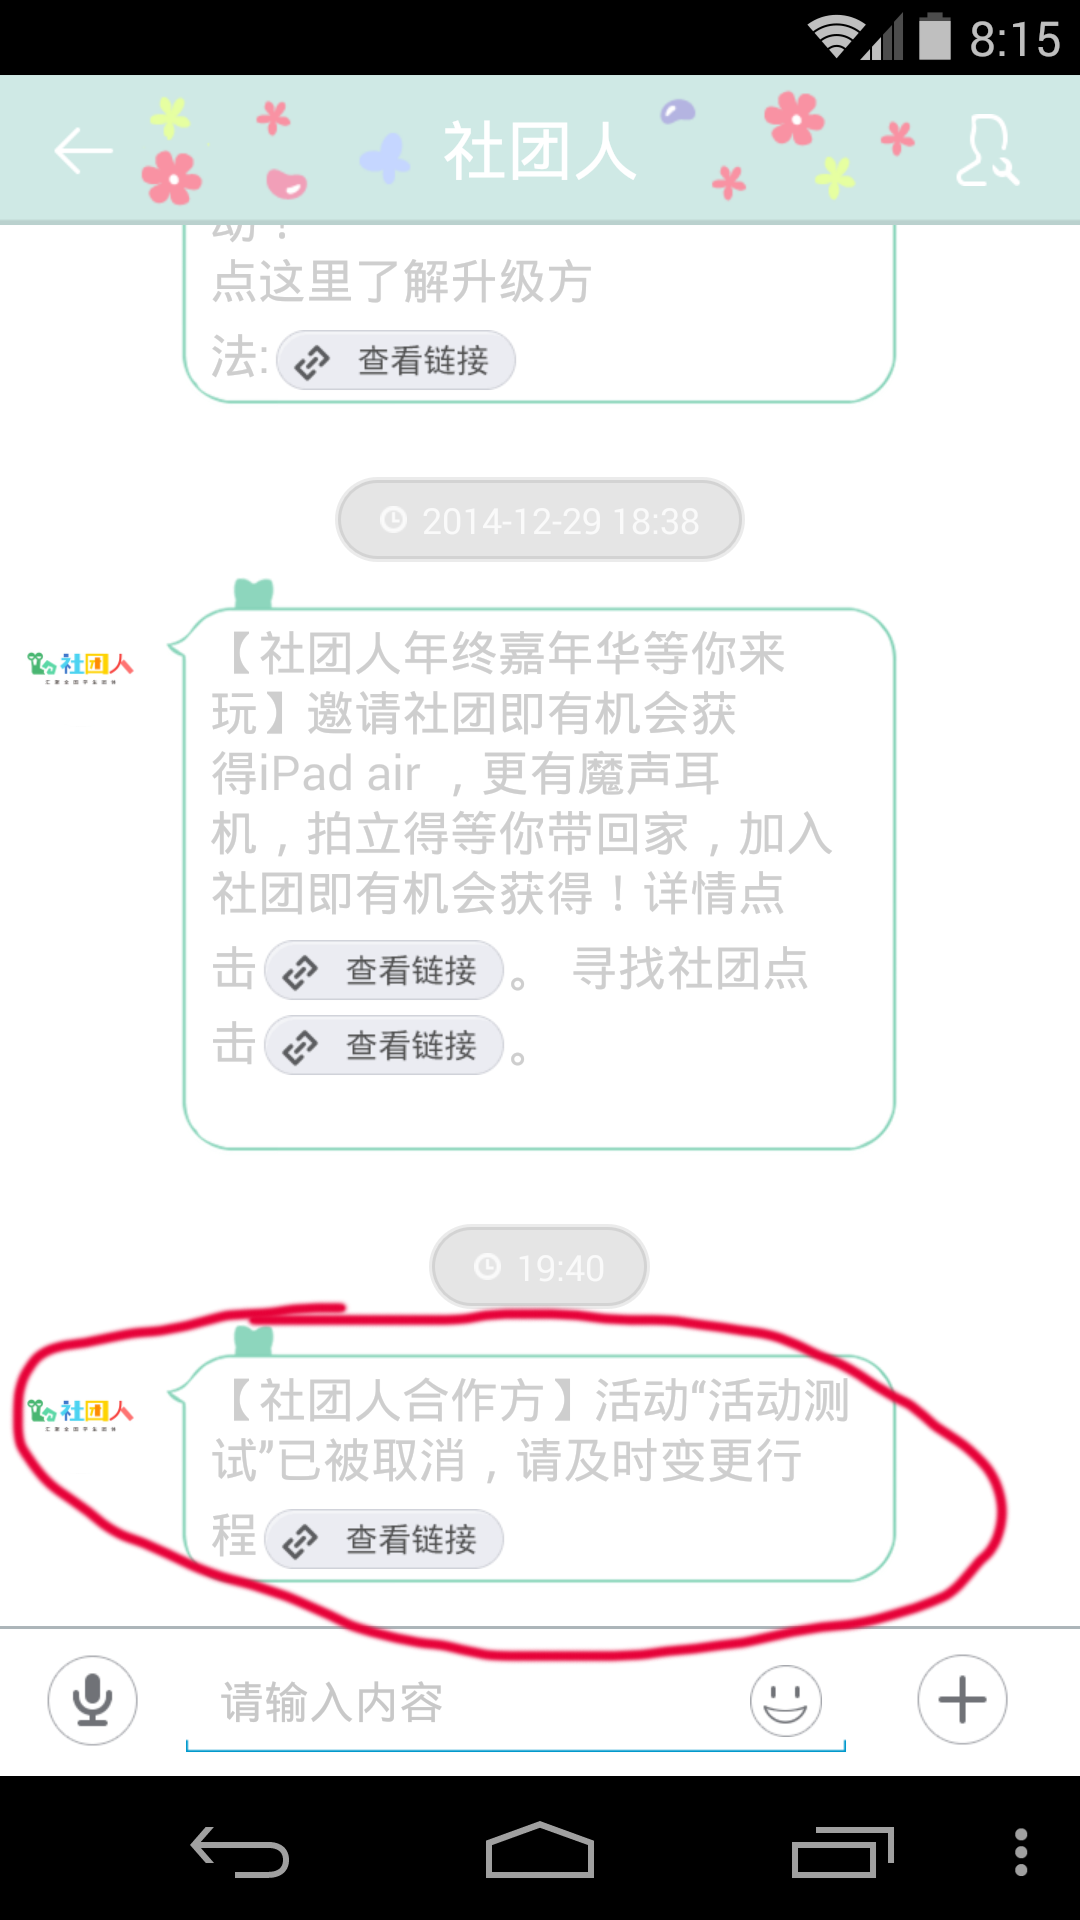 8:15
社团人
动！
点这里了解升级方
法: 查看链接
2014-12-29 18:38
社团人
【社团人年终嘉年华等你来
玩】邀请社团即有机会获
得iPad air ，更有魔声耳
机，拍立得等你带回家，加入
社团即有机会获得！详情点
击 查看链接 。 寻找社团点
击 查看链接 。
19:40
社团人
【社团人合作方】活动“活动测
试”已被取消，请及时变更行
程 查看链接
请输入内容